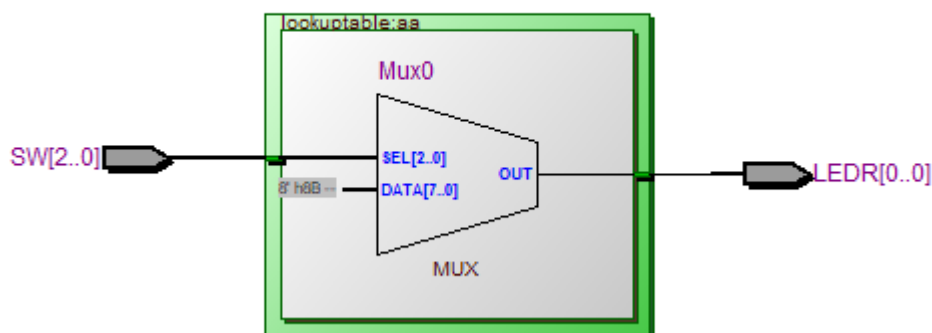 lookuptable:aa
Mux0
SW[2..0]
SEL[2..0]
8' h8B --
DATA[7..0]
OUT
LEDR[0..0]
MUX